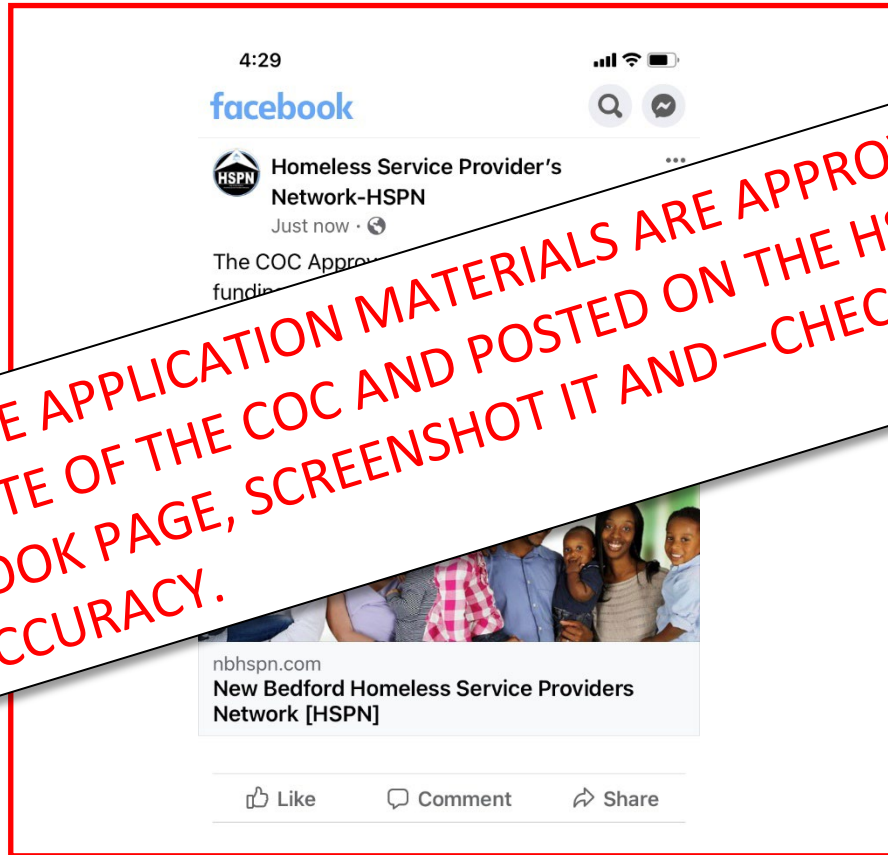 4:29
facebook
HSPN
Homeless Service Provider's
Network-HSPN
Just now
The COC
E APPLICATION MATERIALS ARE APPRO
TE OF THE COC AND POSTED ON THE HS
OOK PAGE, SCREENSHOT IT AND—CHEC
CCURACY.
nbhspn.com
New Bedford Homeless Service Providers
Network [HSPN]
Like
Comment
Share